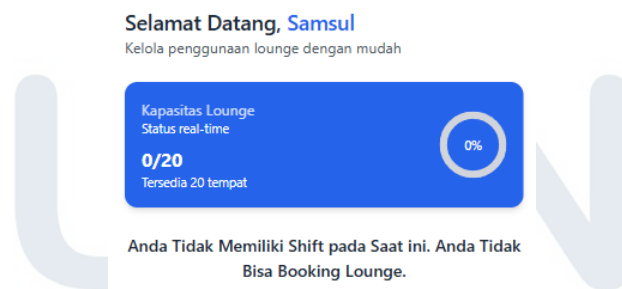 Selamat Datang, Samsul
Kelola penggunaan lounge dengan mudah
Kapasitas Lounge
Status real-time
0/20
Tersedia 20 tempat
0%
Anda Tidak Memiliki Shift pada Saat ini. Anda Tidak
Bisa Booking Lounge.